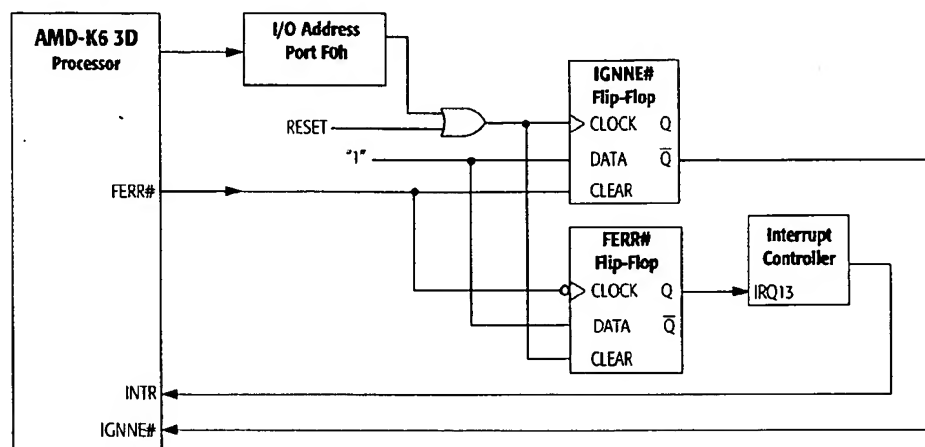 AMD-K6 3D
Processor
I/O Address
Port F0h
RESET
"1"
FERR#
IGNNE#
Flip-Flop
CLOCK Q
DATA Q̅
CLEAR
FERR#
Flip-Flop
CLOCK Q
DATA Q̅
CLEAR
Interrupt
Controller
IRQ13
INTR
IGNNE#